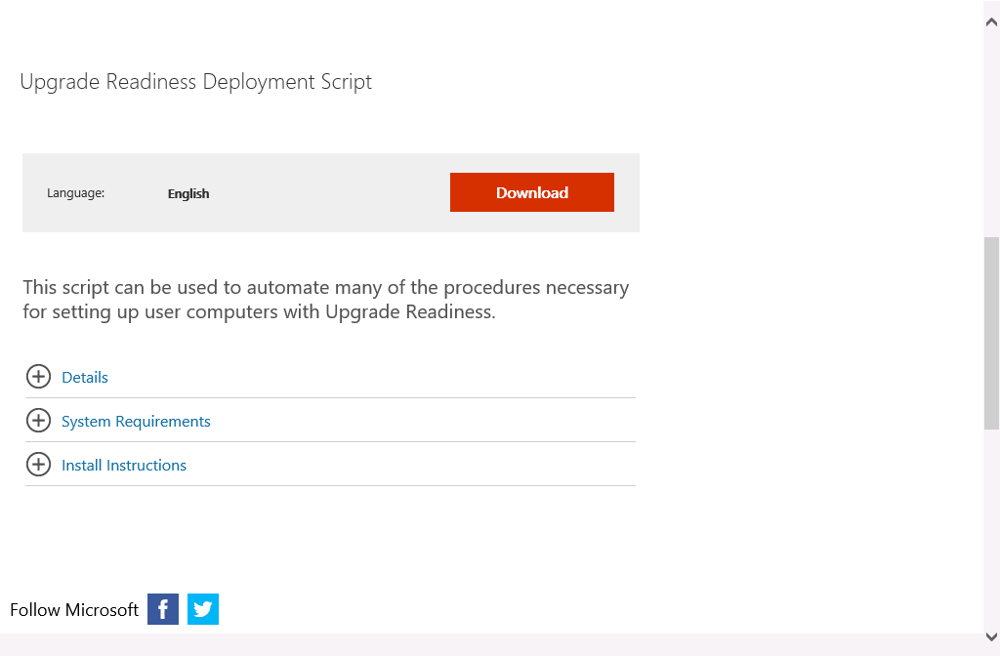 Upgrade Readiness Deployment Script
Language: English Download
This script can be used to automate many of the procedures necessary
for setting up user computers with Upgrade Readiness.
Details
System Requirements
Install Instructions
Follow Microsoft